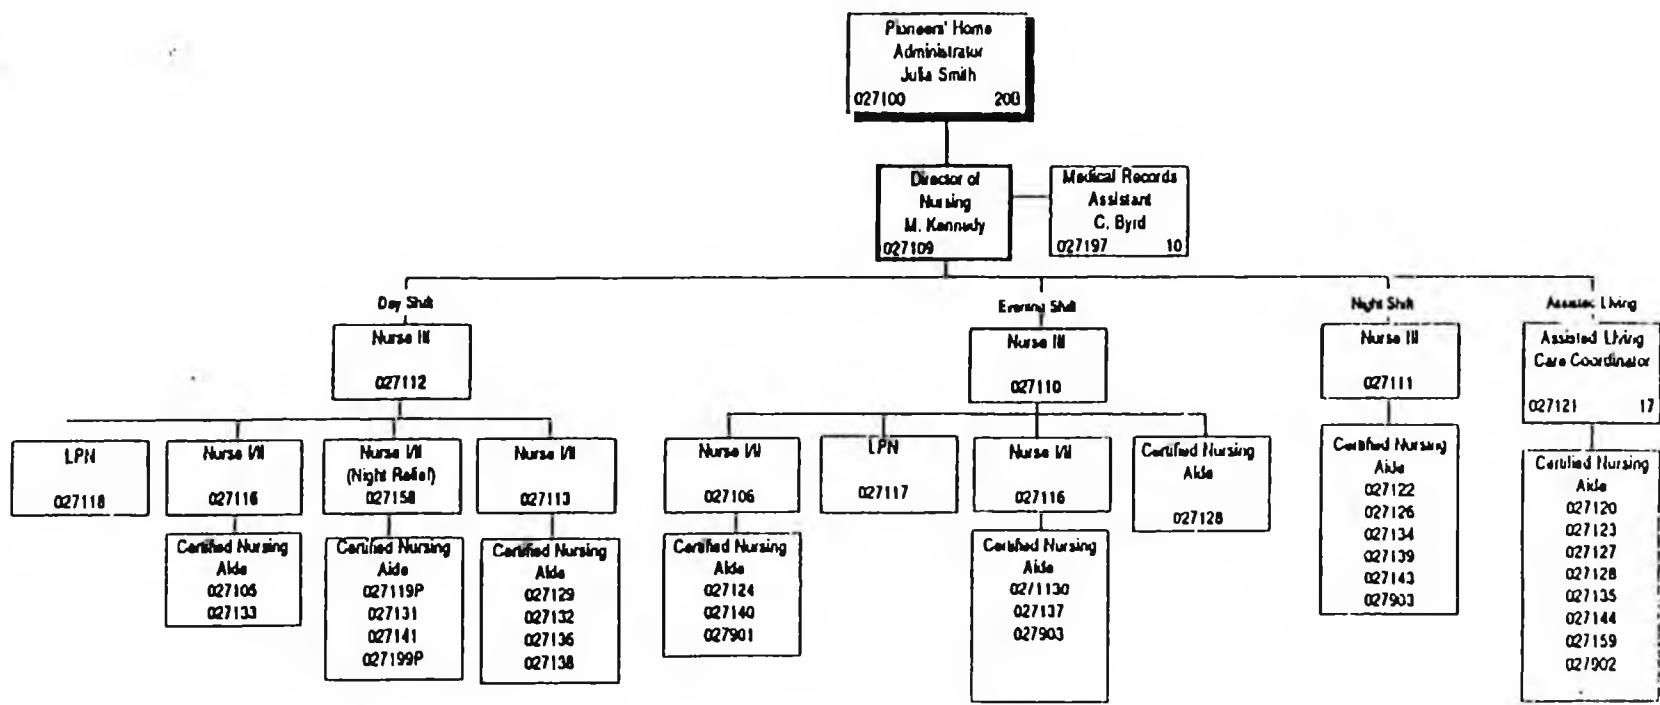 Pioneers' Home
Administrator
Julia Smith
027100 20B
Director of
Nursing
M. Kennedy
027109
Medical Records
Assistant
C. Byrd
027197 10
Day Shift
Evening Shift
Night Shift
Assisted Living
Nurse III
027112
Nurse III
027110
Nurse III
027111
Assisted Living
Care Coordinator
027121 17
LPN
027118
Nurse I/II
027116
Nurse I/II
(Night Relief)
027158
Nurse I/II
027113
Nurse I/II
027106
LPN
027117
Nurse I/II
027116
Certified Nursing
Aide
027128
Certified Nursing
Aide
027105
027133
Certified Nursing
Aide
027119P
027131
027141
027199P
Certified Nursing
Aide
027129
027132
027136
027138
Certified Nursing
Aide
027124
027140
027901
Certified Nursing
Aide
02/1130
027137
027903
Certified Nursing
Aide
027122
027126
027134
027139
027143
027903
Certified Nursing
Aide
027120
027123
027127
027128
027135
027144
027159
027902